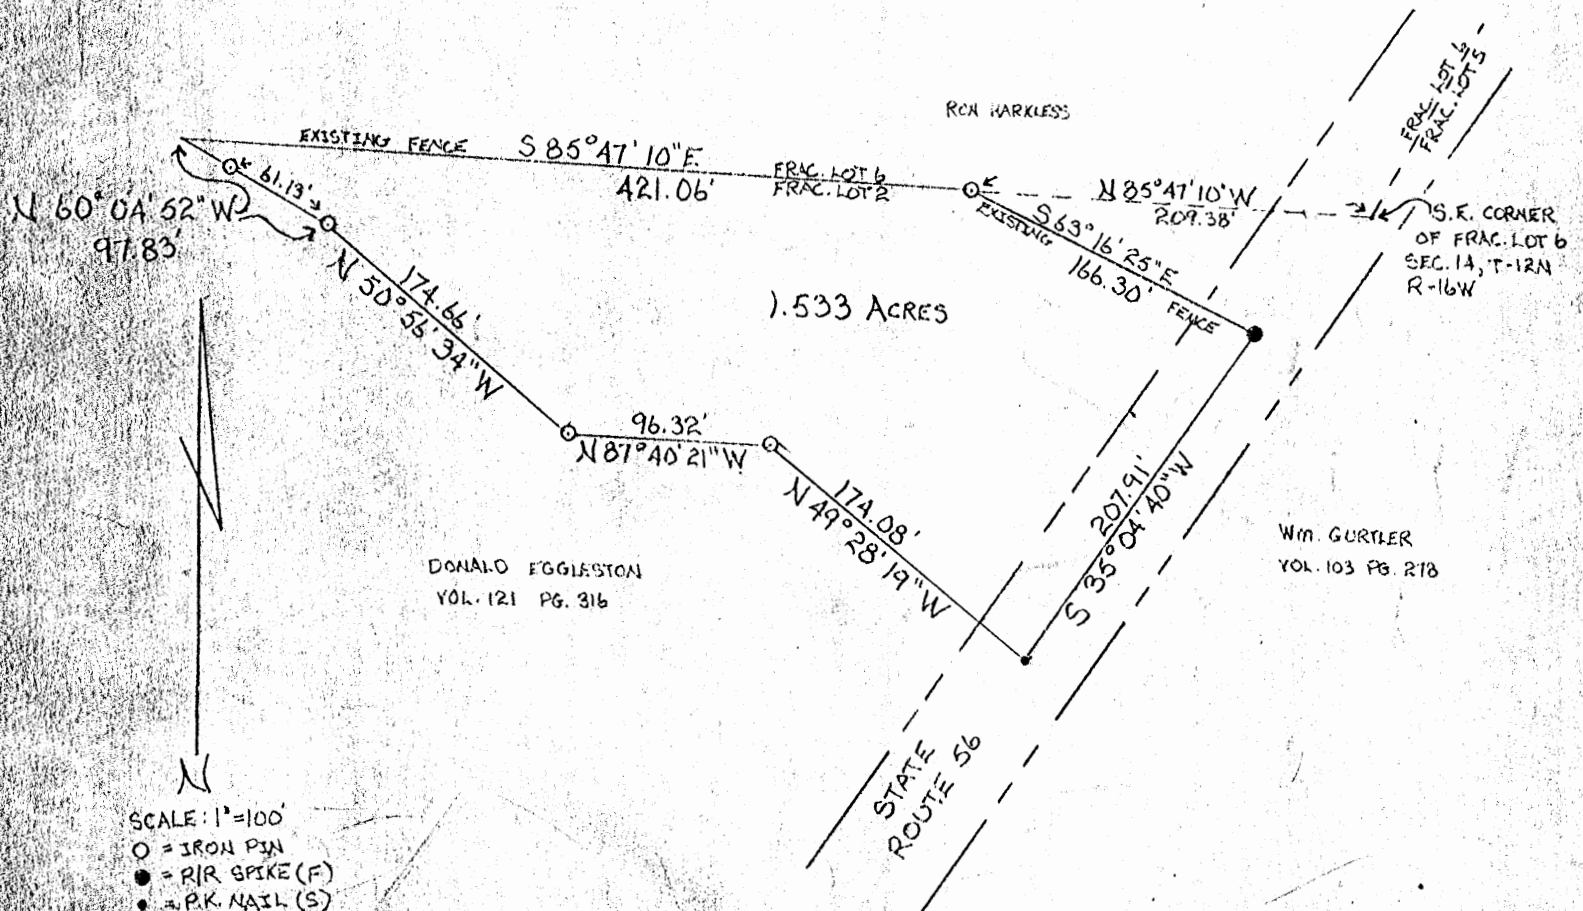 RON HARKLESS
FRAC. LOT 6
FRAC. LOT 5
EXISTING FENCE
S 85°47'10"E
421.06'
FRAC. LOT 6
FRAC. LOT 2
N 85°47'10"W
209.38'
S.E. CORNER
OF FRAC. LOT 6
SEC. 14, T-12N
R-16W
61.13'
N 60°04'52"W
97.83'
S 63°16'25"E
166.30'
EXISTING FENCE
174.66'
N 50°56'34"W
1.533 ACRES
96.32'
N 87°40'21"W
174.08'
N 49°28'19"W
207.91'
S 35°04'40"W
DONALD EGGLESTON
VOL. 121 PG. 316
Wm. GURTLER
VOL. 103 PG. 278
STATE
ROUTE 56
N
SCALE: 1"=100'
= IRON PIN
= R/R SPIKE (F)
= P.K. NAIL (S)